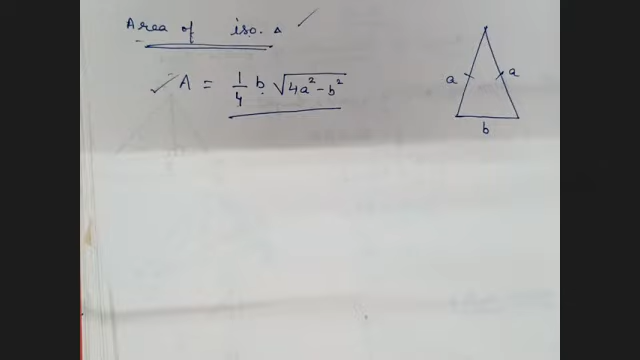 Area of iso. △ ✓
✓ A = 1/4 b √(4a² − b²)
a a
b